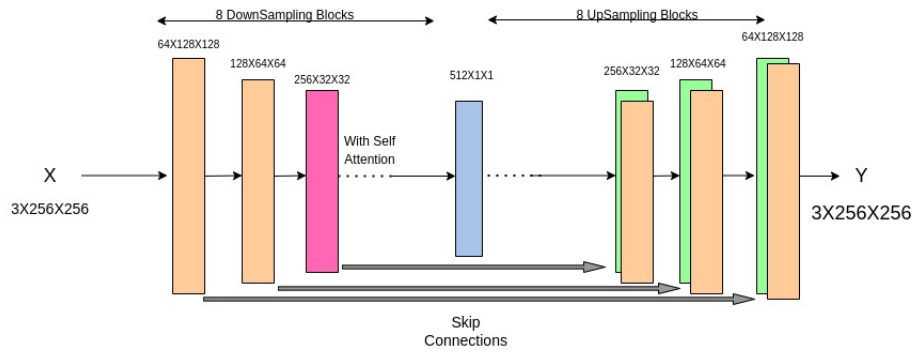 8 DownSampling Blocks
8 UpSampling Blocks
64X128X128
128X64X64
256X32X32
With Self
Attention
512X1X1
256X32X32
128X64X64
64X128X128
X
3X256X256
Y
3X256X256
Skip
Connections